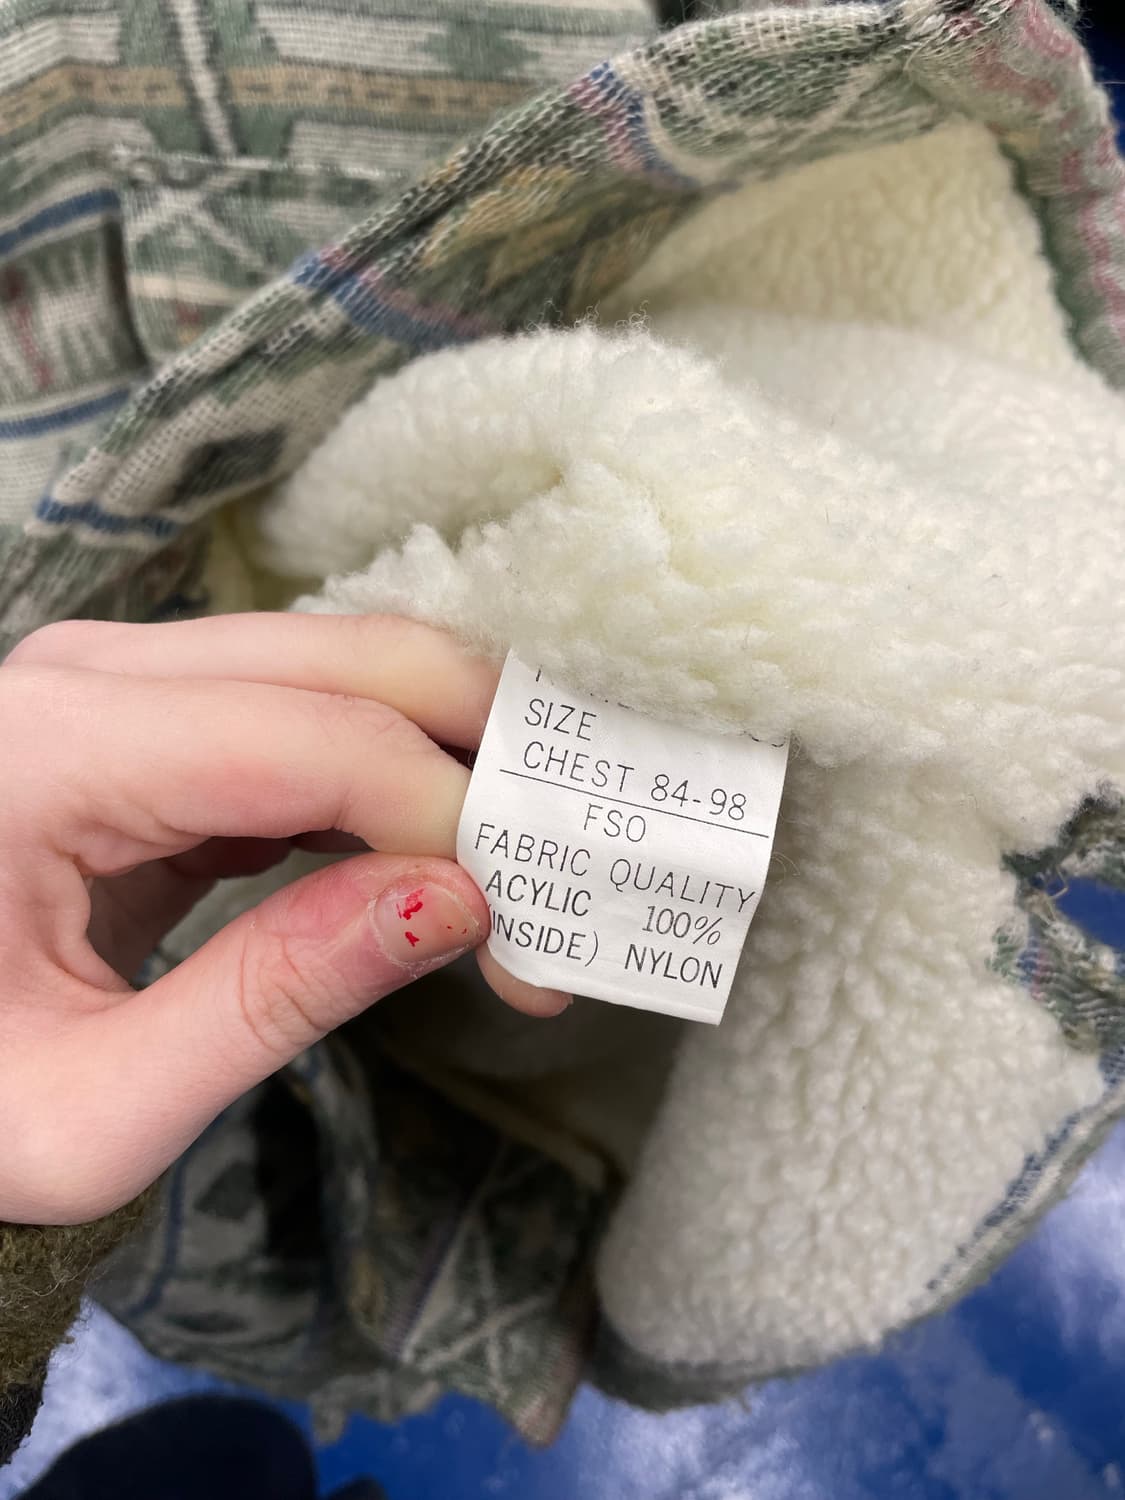 SIZE
CHEST 84-98
FSO
FABRIC QUALITY
ACYLIC 100%
(INSIDE) NYLON